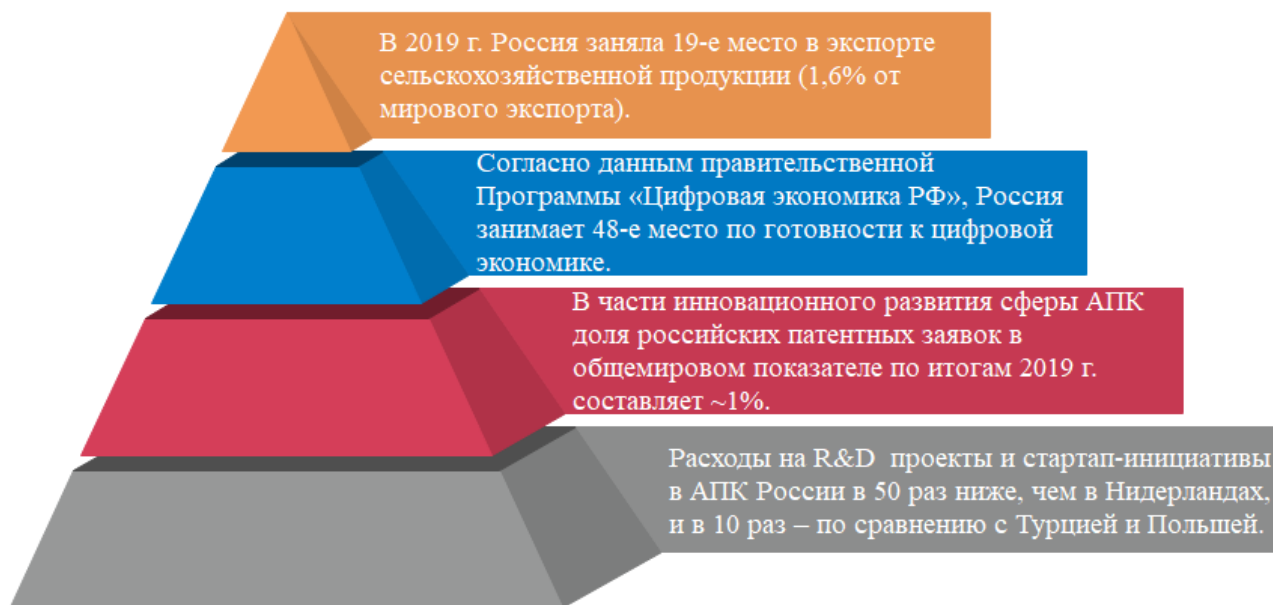 В 2019 г. Россия заняла 19-е место в экспорте
сельскохозяйственной продукции (1,6% от
мирового экспорта).
Согласно данным правительственной
Программы «Цифровая экономика РФ», Россия
занимает 48-е место по готовности к цифровой
экономике.
В части инновационного развития сферы АПК
доля российских патентных заявок в
общемировом показателе по итогам 2019 г.
составляет ~1%.
Расходы на R&D проекты и стартап-инициативы
в АПК России в 50 раз ниже, чем в Нидерландах,
и в 10 раз – по сравнению с Турцией и Польшей.